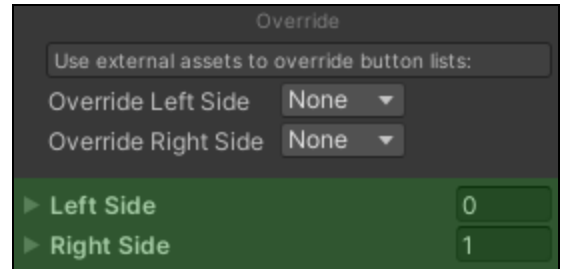 Override
Use external assets to override button lists:
Override Left Side None
Override Right Side None
Left Side 0
Right Side 1